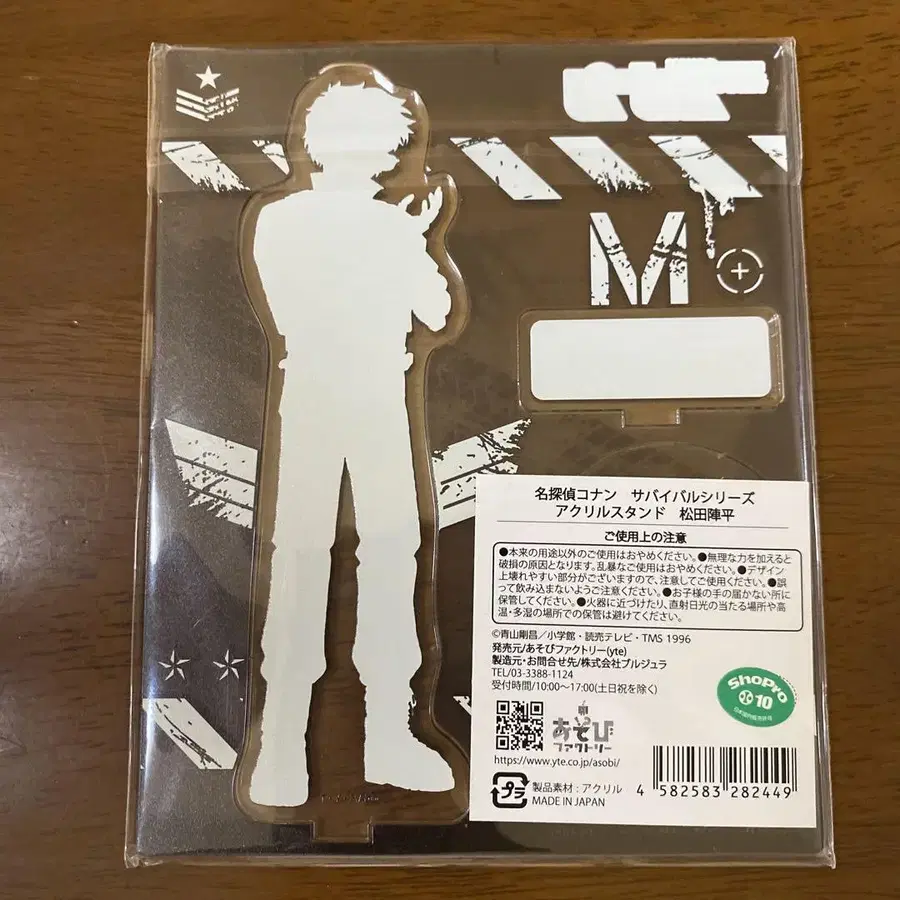 M
名探偵コナン サバイバルシリーズ
アクリルスタンド 松田陣平
ご使用上の注意
●本来の用途以外のご使用はおやめください。●無理な力を加えると
破損の原因となります。乱暴なご使用はおやめください。●デザイン
上壊れやすい部分がございますので、注意してご使用ください。●誤
って飲み込まないようご注意ください。●お子様の手の届かない所に
保管してください。●火器に近づけたり、直射日光の当たる場所や高
温・多湿の場所での保管は避けてください。
©青山剛昌/小学館・読売テレビ・TMS 1996
発売元/あそびファクトリー(yte)
製造元・お問合せ先/株式会社プルジュラ
TEL/03-3388-1124
受付時間/10:00~17:00(土日祝を除く)
ShoPro
10
あそび
ファクトリー
https://www.yte.co.jp/asobi/
プラ
製品素材:アクリル
MADE IN JAPAN
4 582583 282449